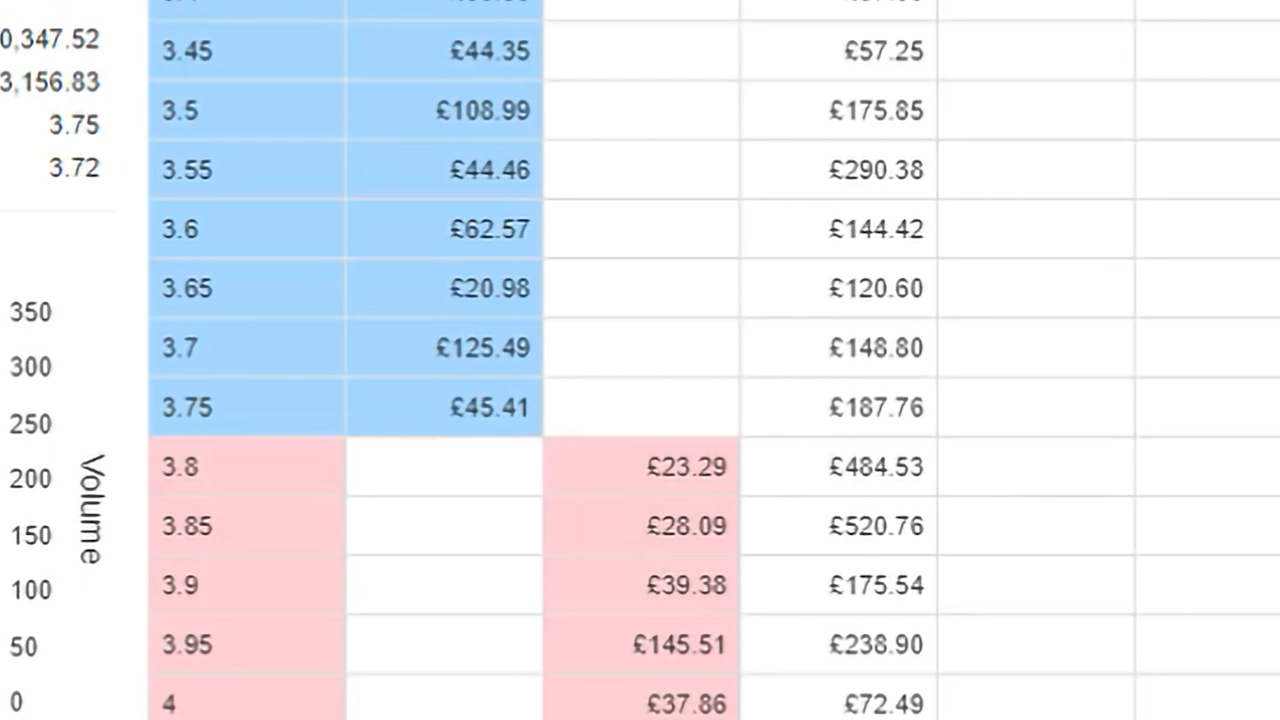 0,347.52
3,156.83
3.75
3.72
350
300
250
200
150
100
50
0
Volume
3.45 £44.35 £57.25
3.5 £108.99 £175.85
3.55 £44.46 £290.38
3.6 £62.57 £144.42
3.65 £20.98 £120.60
3.7 £125.49 £148.80
3.75 £45.41 £187.76
3.8 £23.29 £484.53
3.85 £28.09 £520.76
3.9 £39.38 £175.54
3.95 £145.51 £238.90
4 £37.86 £72.49